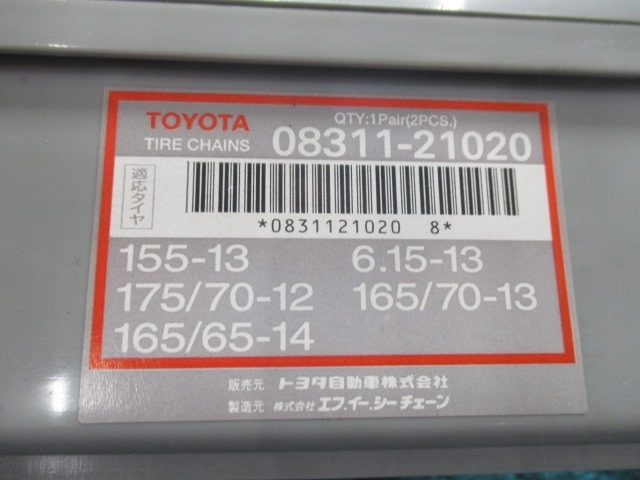 TOYOTA
TIRE CHAINS
QTY:1Pair(2PCS.)
08311-21020
適応タイヤ
*0831121020 8*
155-13 6.15-13
175/70-12 165/70-13
165/65-14
販売元 トヨタ自動車株式会社
製造元 株式会社 エフ.イー.シーチェーン